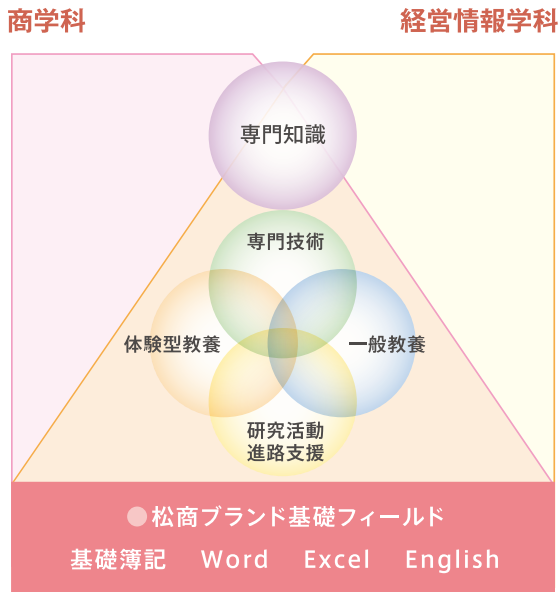 商学科
経営情報学科
専門知識
専門技術
体験型教養
一般教養
研究活動
進路支援
松商ブランド基礎フィールド
基礎簿記 Word Excel English